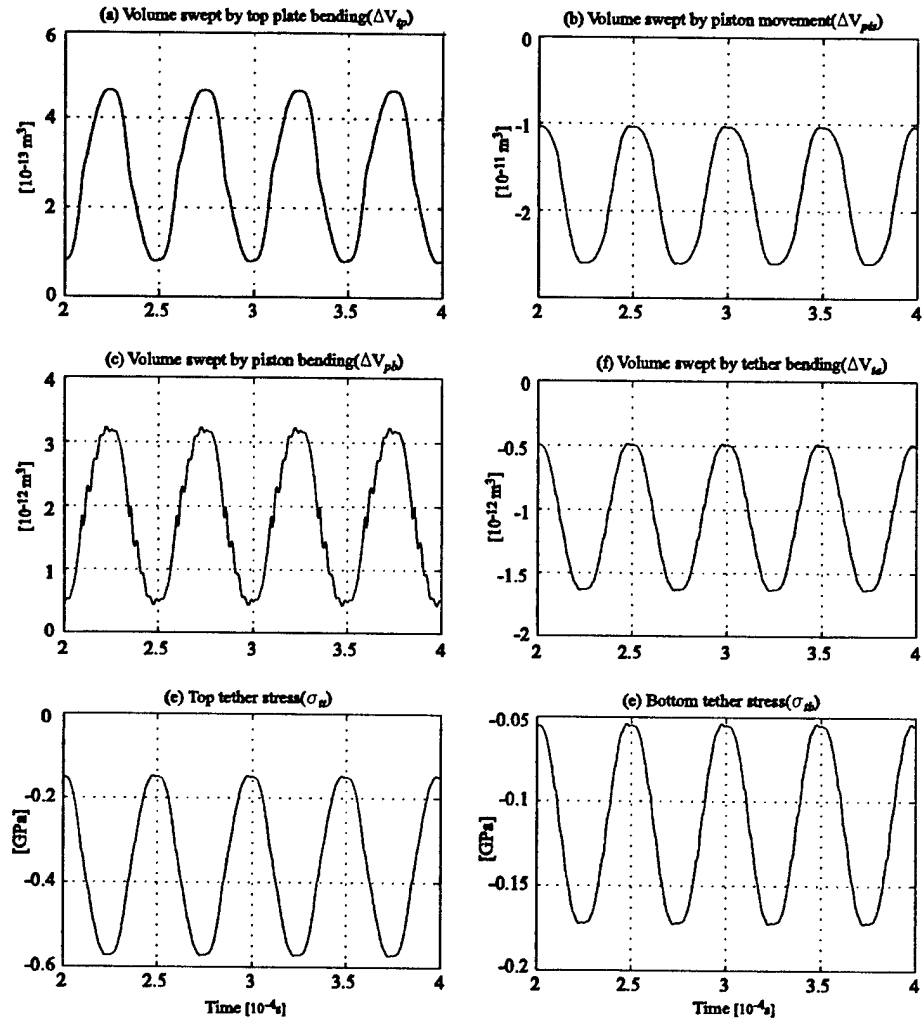 (a) Volume swept by top plate bending(ΔV_tp)
6
4
2
0
[10⁻¹³ m³]
2 2.5 3 3.5 4
(b) Volume swept by piston movement(ΔV_pis)
0
-1
-2
[10⁻¹¹ m³]
2 2.5 3 3.5 4
(c) Volume swept by piston bending(ΔV_pb)
4
3
2
1
0
[10⁻¹² m³]
2 2.5 3 3.5 4
(f) Volume swept by tether bending(ΔV_te)
0
-0.5
-1
-1.5
-2
[10⁻¹² m³]
2 2.5 3 3.5 4
(e) Top tether stress(σ_tt)
0
-0.2
-0.4
-0.6
[GPa]
2 2.5 3 3.5 4
Time [10⁻⁴s]
(e) Bottom tether stress(σ_tb)
-0.05
-0.1
-0.15
-0.2
[GPa]
2 2.5 3 3.5 4
Time [10⁻⁴s]